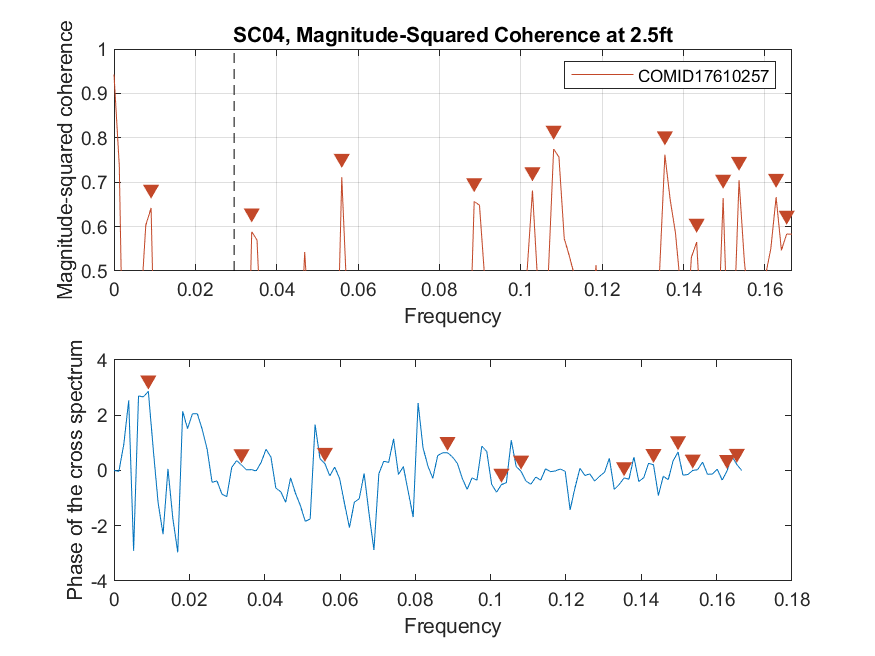 SC04, Magnitude-Squared Coherence at 2.5ft
Magnitude-squared coherence
1
0.9
0.8
0.7
0.6
0.5
COMID17610257
0 0.02 0.04 0.06 0.08 0.1 0.12 0.14 0.16
Frequency
Phase of the cross spectrum
4
2
0
-2
-4
0 0.02 0.04 0.06 0.08 0.1 0.12 0.14 0.16 0.18
Frequency